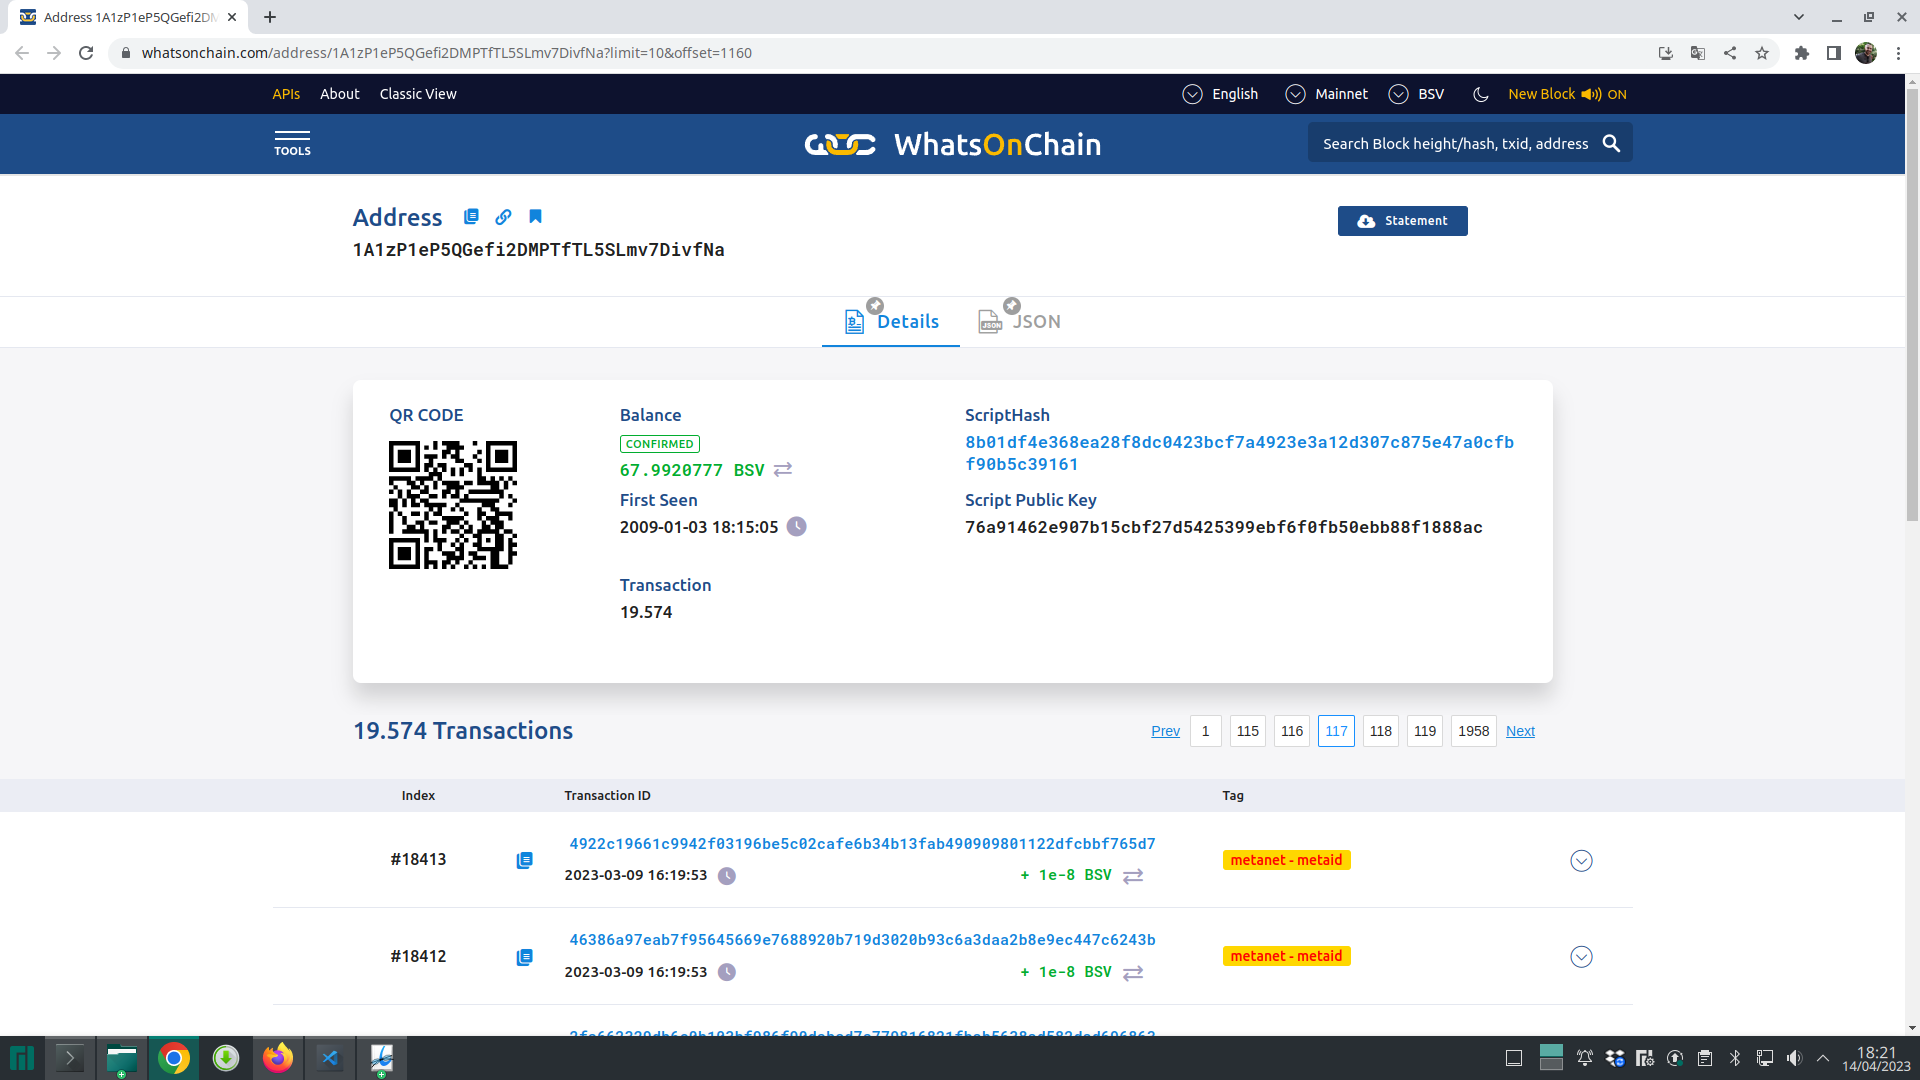 Address 1A1zP1eP5QGefi2DM
whatsonchain.com/address/1A1zP1eP5QGefi2DMPTfTL5SLmv7DivfNa?limit=10&offset=1160
APIs About Classic View English Mainnet BSV New Block ON
TOOLS
WhatsOnChain
Search Block height/hash, txid, address
Address
1A1zP1eP5QGefi2DMPTfTL5SLmv7DivfNa
Statement
Details JSON
QR CODE
Balance
CONFIRMED
67.9920777 BSV
First Seen
2009-01-03 18:15:05
Transaction
19.574
ScriptHash
8b01df4e368ea28f8dc0423bcf7a4923e3a12d307c875e47a0cfb
f90b5c39161
Script Public Key
76a91462e907b15cbf27d5425399ebf6f0fb50ebb88f1888ac
19.574 Transactions
Prev 1 115 116 117 118 119 1958 Next
Index Transaction ID Tag
#18413
4922c19661c9942f03196be5c02cafe6b34b13fab490909801122dfcbbf765d7
2023-03-09 16:19:53 + 1e-8 BSV
metanet - metaid
#18412
46386a97eab7f95645669e7688920b719d3020b93c6a3daa2b8e9ec447c6243b
2023-03-09 16:19:53 + 1e-8 BSV
metanet - metaid
18:21
14/04/2023